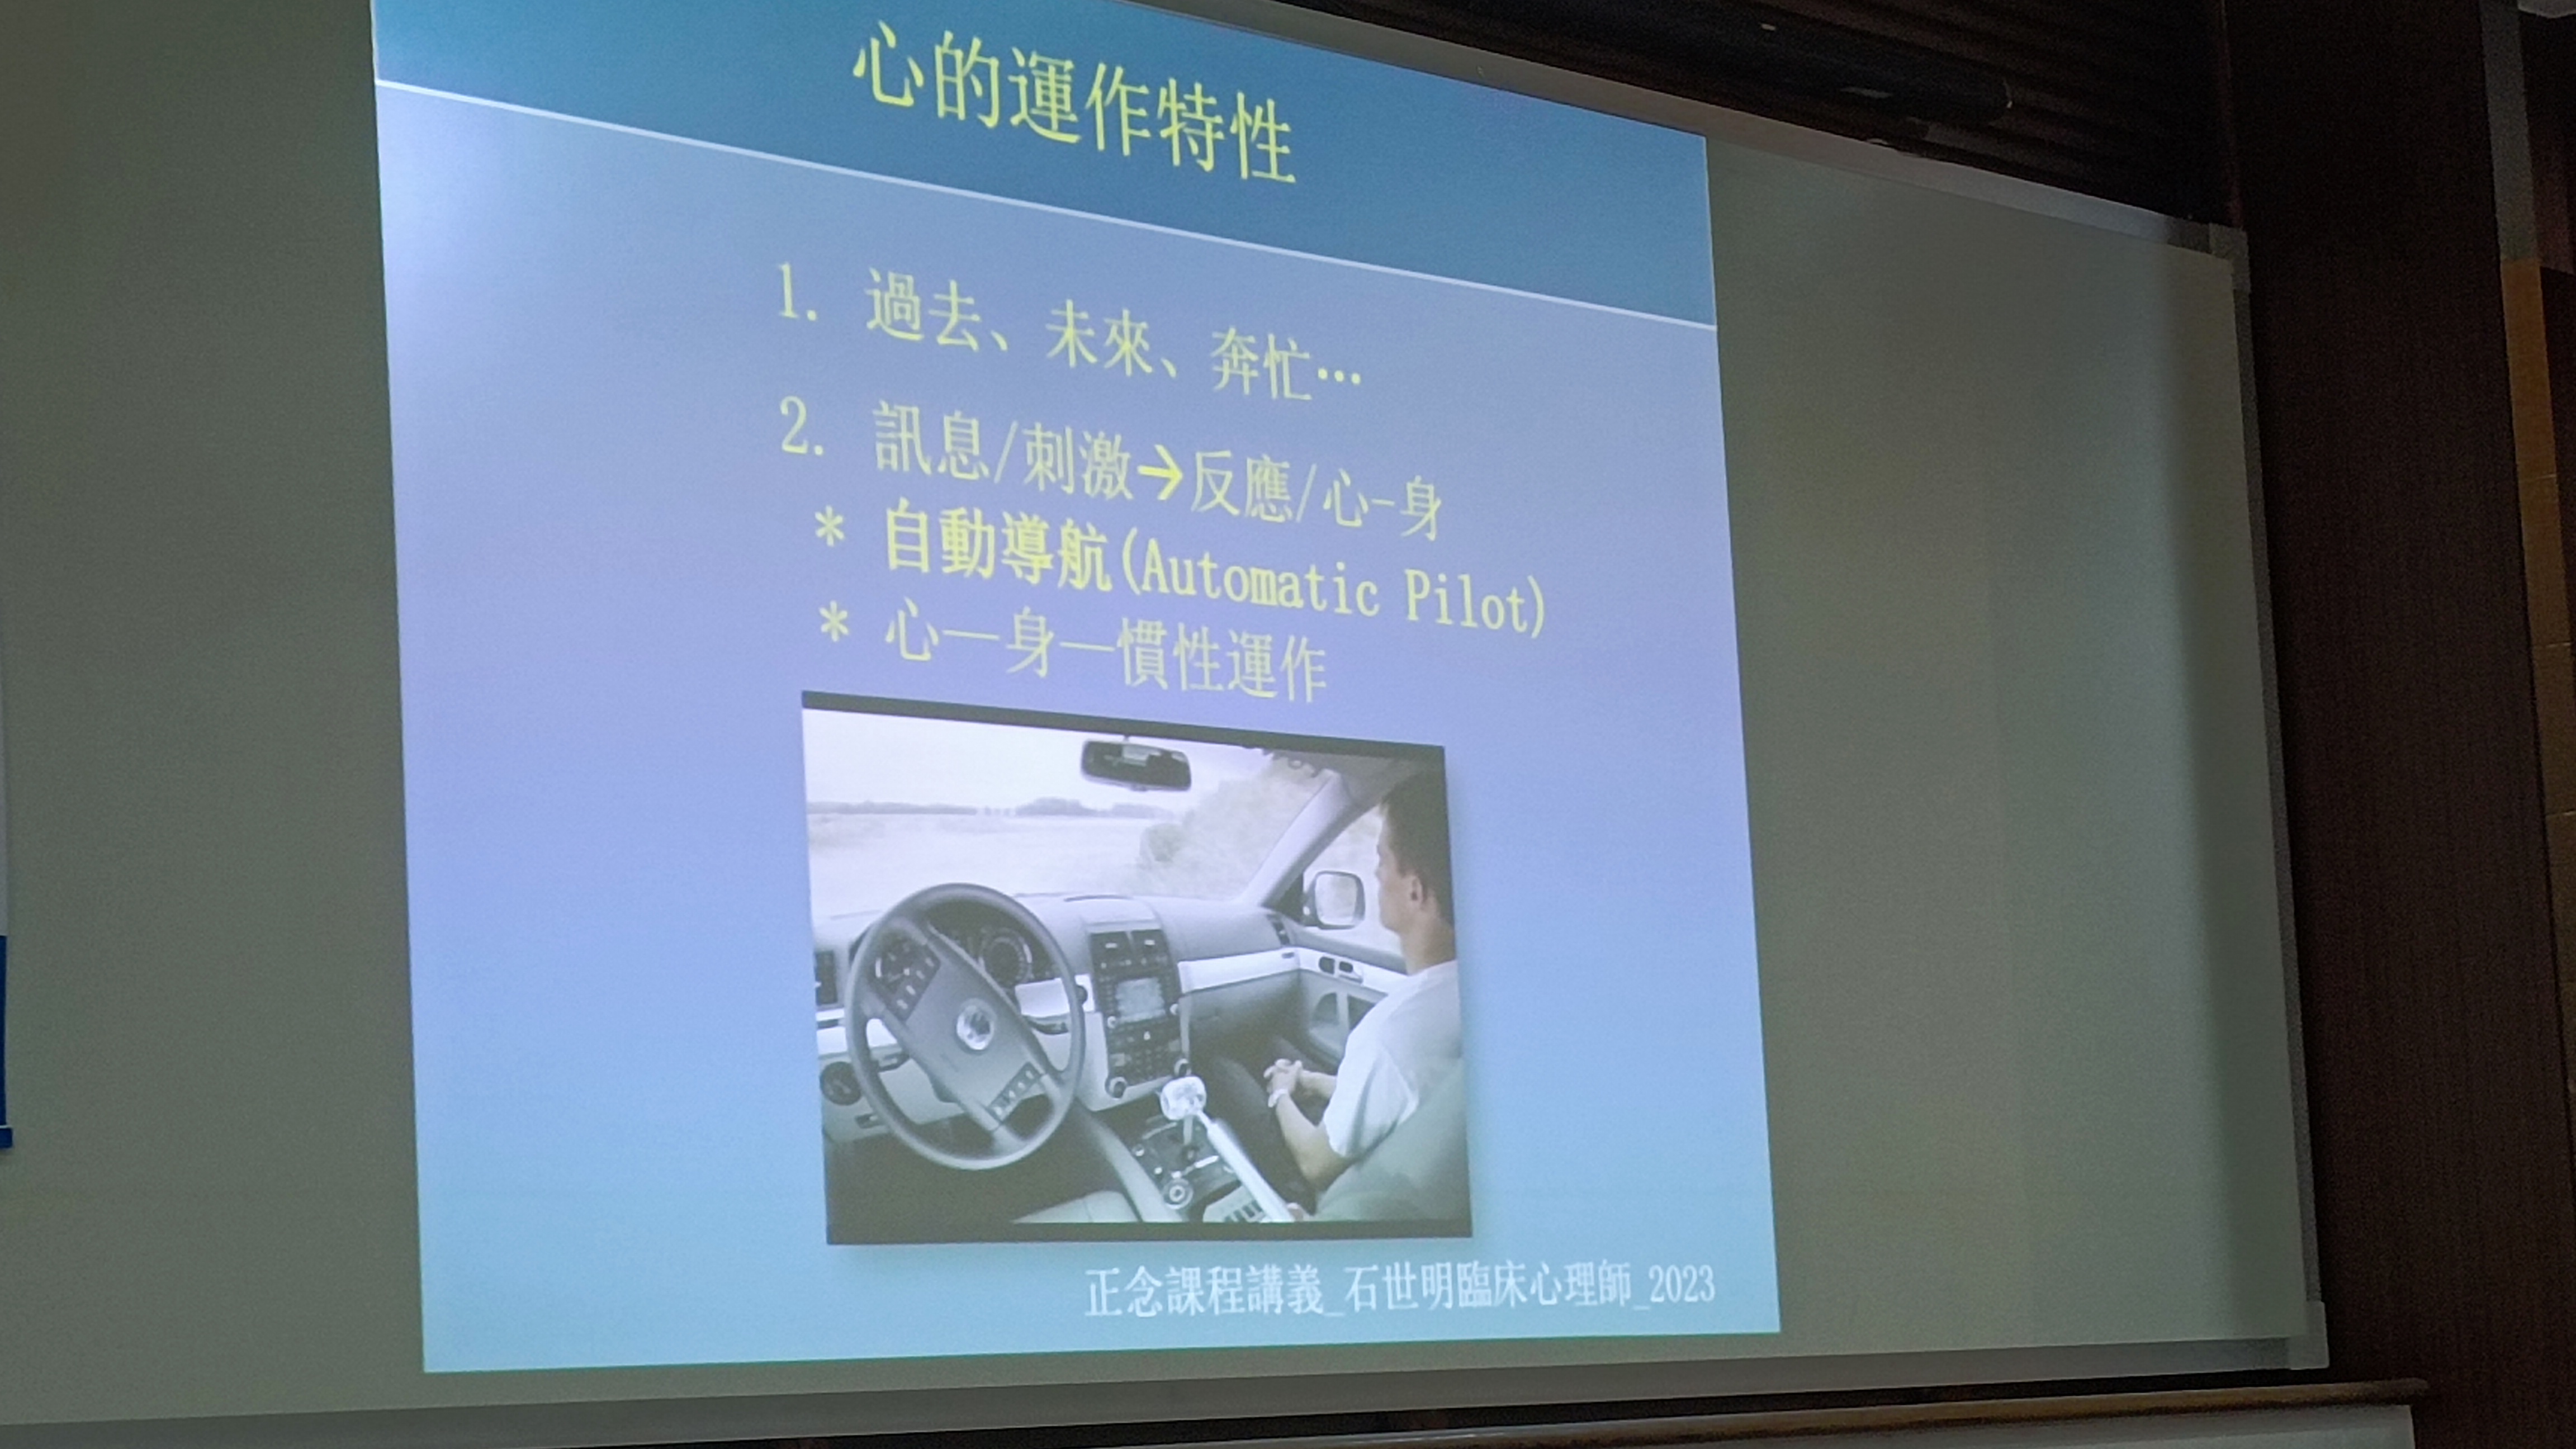 心的運作特性
1. 過去、未來、奔忙…
2. 訊息/刺激→反應/心-身
* 自動導航(Automatic Pilot)
* 心—身—慣性運作
正念課程講義_石世明臨床心理師_2023